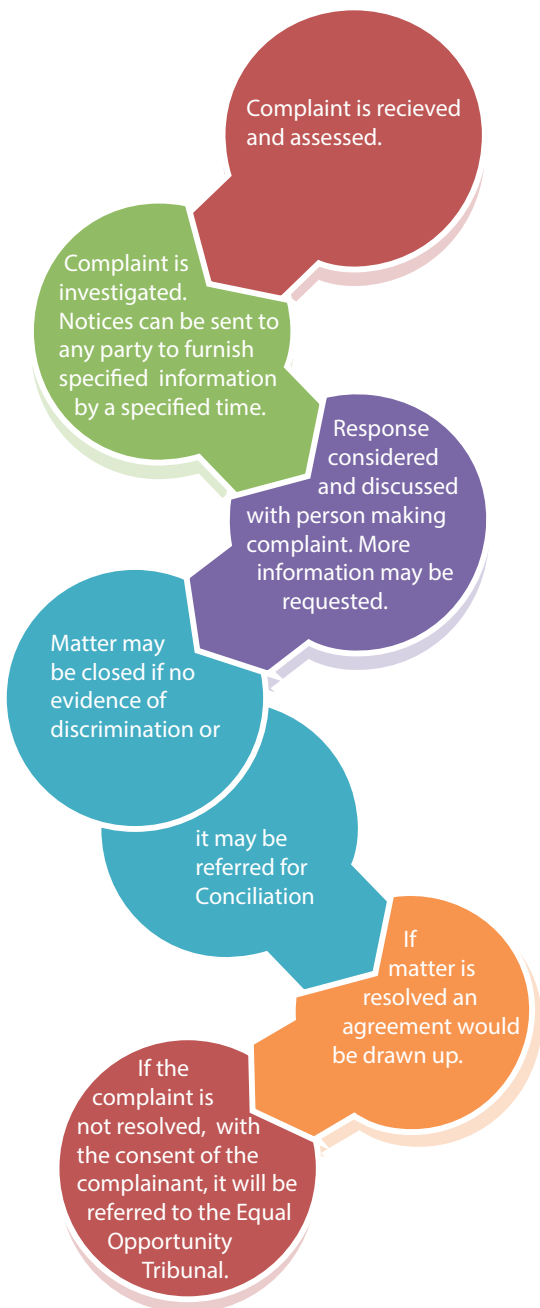 Complaint is recieved
and assessed.
Complaint is
investigated.
Notices can be sent to
any party to furnish
specified information
by a specified time.
Response
considered
and discussed
with person making
complaint. More
information may be
requested.
Matter may
be closed if no
evidence of
discrimination or
it may be
referred for
Conciliation
If
matter is
resolved an
agreement would
be drawn up.
If the
complaint is
not resolved, with
the consent of the
complainant, it will be
referred to the Equal
Opportunity
Tribunal.